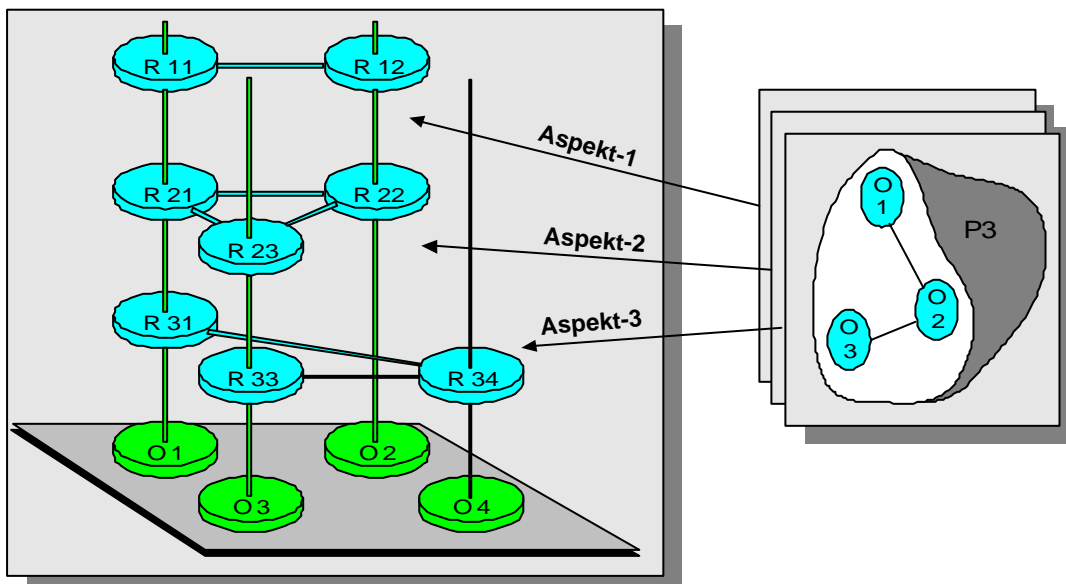 R 11
R 12
Aspekt-1
R 21
R 22
R 23
Aspekt-2
R 31
R 33
R 34
Aspekt-3
O 1
O 2
O 3
O 4
O
1
P3
O
2
O
3